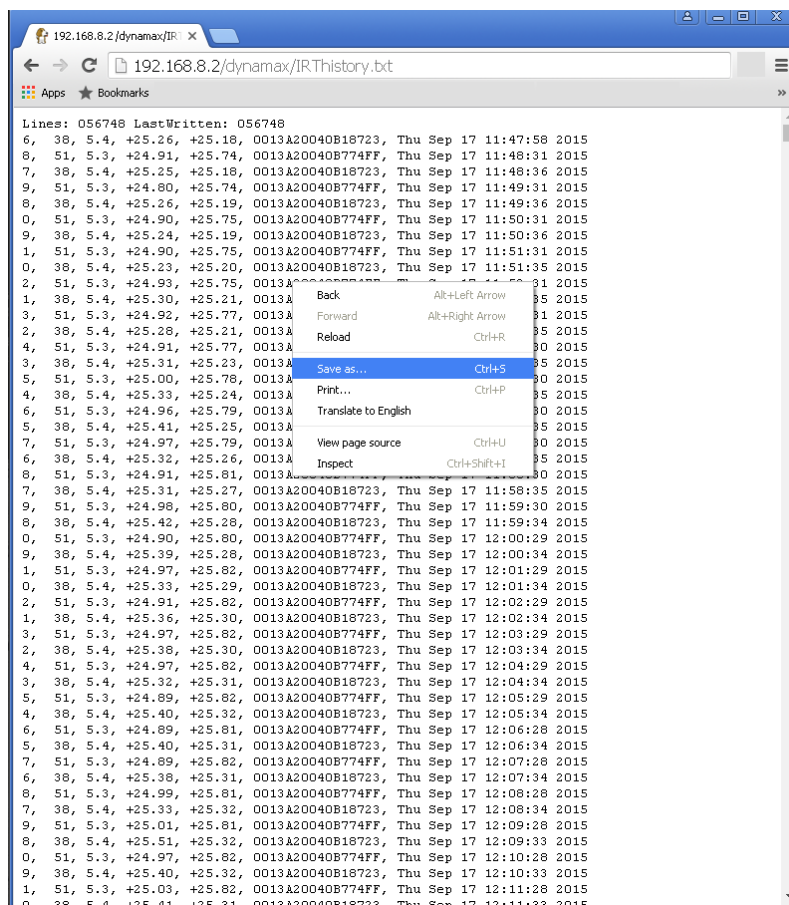 192.168.8.2/dynamax/IRT
192.168.8.2/dynamax/IRThistory.txt
Apps Bookmarks »
Lines: 056748 LastWritten: 056748
6, 38, 5.4, +25.26, +25.18, 0013A20040B18723, Thu Sep 17 11:47:58 2015
8, 51, 5.3, +24.91, +25.74, 0013A20040B774FF, Thu Sep 17 11:48:31 2015
7, 38, 5.4, +25.25, +25.18, 0013A20040B18723, Thu Sep 17 11:48:36 2015
9, 51, 5.3, +24.80, +25.74, 0013A20040B774FF, Thu Sep 17 11:49:31 2015
8, 38, 5.4, +25.26, +25.19, 0013A20040B18723, Thu Sep 17 11:49:36 2015
0, 51, 5.3, +24.90, +25.75, 0013A20040B774FF, Thu Sep 17 11:50:31 2015
9, 38, 5.4, +25.24, +25.19, 0013A20040B18723, Thu Sep 17 11:50:36 2015
1, 51, 5.3, +24.90, +25.75, 0013A20040B774FF, Thu Sep 17 11:51:31 2015
0, 38, 5.4, +25.23, +25.20, 0013A20040B18723, Thu Sep 17 11:51:35 2015
2, 51, 5.3, +24.93, +25.75, 0013A 31 2015
1, 38, 5.4, +25.30, +25.21, 0013A 35 2015
3, 51, 5.3, +24.92, +25.77, 0013A 31 2015
2, 38, 5.4, +25.28, +25.21, 0013A 35 2015
4, 51, 5.3, +24.91, +25.77, 0013A 30 2015
3, 38, 5.4, +25.31, +25.23, 0013A 35 2015
5, 51, 5.3, +25.00, +25.78, 0013A 30 2015
4, 38, 5.4, +25.33, +25.24, 0013A 35 2015
6, 51, 5.3, +24.96, +25.79, 0013A 30 2015
5, 38, 5.4, +25.41, +25.25, 0013A 35 2015
7, 51, 5.3, +24.97, +25.79, 0013A 30 2015
6, 38, 5.4, +25.32, +25.26, 0013A 35 2015
8, 51, 5.3, +24.91, +25.81, 0013A 30 2015
Back Alt+Left Arrow
Forward Alt+Right Arrow
Reload Ctrl+R
Save as... Ctrl+S
Print... Ctrl+P
Translate to English
View page source Ctrl+U
Inspect Ctrl+Shift+I
7, 38, 5.4, +25.31, +25.27, 0013A20040B18723, Thu Sep 17 11:58:35 2015
9, 51, 5.3, +24.98, +25.80, 0013A20040B774FF, Thu Sep 17 11:59:30 2015
8, 38, 5.4, +25.42, +25.28, 0013A20040B18723, Thu Sep 17 11:59:34 2015
0, 51, 5.3, +24.90, +25.80, 0013A20040B774FF, Thu Sep 17 12:00:29 2015
9, 38, 5.4, +25.39, +25.28, 0013A20040B18723, Thu Sep 17 12:00:34 2015
1, 51, 5.3, +24.97, +25.82, 0013A20040B774FF, Thu Sep 17 12:01:29 2015
0, 38, 5.4, +25.33, +25.29, 0013A20040B18723, Thu Sep 17 12:01:34 2015
2, 51, 5.3, +24.91, +25.82, 0013A20040B774FF, Thu Sep 17 12:02:29 2015
1, 38, 5.4, +25.36, +25.30, 0013A20040B18723, Thu Sep 17 12:02:34 2015
3, 51, 5.3, +24.97, +25.82, 0013A20040B774FF, Thu Sep 17 12:03:29 2015
2, 38, 5.4, +25.38, +25.30, 0013A20040B18723, Thu Sep 17 12:03:34 2015
4, 51, 5.3, +24.97, +25.82, 0013A20040B774FF, Thu Sep 17 12:04:29 2015
3, 38, 5.4, +25.32, +25.31, 0013A20040B18723, Thu Sep 17 12:04:34 2015
5, 51, 5.3, +24.89, +25.82, 0013A20040B774FF, Thu Sep 17 12:05:29 2015
4, 38, 5.4, +25.40, +25.32, 0013A20040B18723, Thu Sep 17 12:05:34 2015
6, 51, 5.3, +24.89, +25.81, 0013A20040B774FF, Thu Sep 17 12:06:28 2015
5, 38, 5.4, +25.40, +25.31, 0013A20040B18723, Thu Sep 17 12:06:34 2015
7, 51, 5.3, +24.89, +25.82, 0013A20040B774FF, Thu Sep 17 12:07:28 2015
6, 38, 5.4, +25.38, +25.31, 0013A20040B18723, Thu Sep 17 12:07:34 2015
8, 51, 5.3, +24.99, +25.81, 0013A20040B774FF, Thu Sep 17 12:08:28 2015
7, 38, 5.4, +25.33, +25.32, 0013A20040B18723, Thu Sep 17 12:08:34 2015
9, 51, 5.3, +25.01, +25.81, 0013A20040B774FF, Thu Sep 17 12:09:28 2015
8, 38, 5.4, +25.51, +25.32, 0013A20040B18723, Thu Sep 17 12:09:33 2015
0, 51, 5.3, +24.97, +25.82, 0013A20040B774FF, Thu Sep 17 12:10:28 2015
9, 38, 5.4, +25.40, +25.32, 0013A20040B18723, Thu Sep 17 12:10:33 2015
1, 51, 5.3, +25.03, +25.82, 0013A20040B774FF, Thu Sep 17 12:11:28 2015